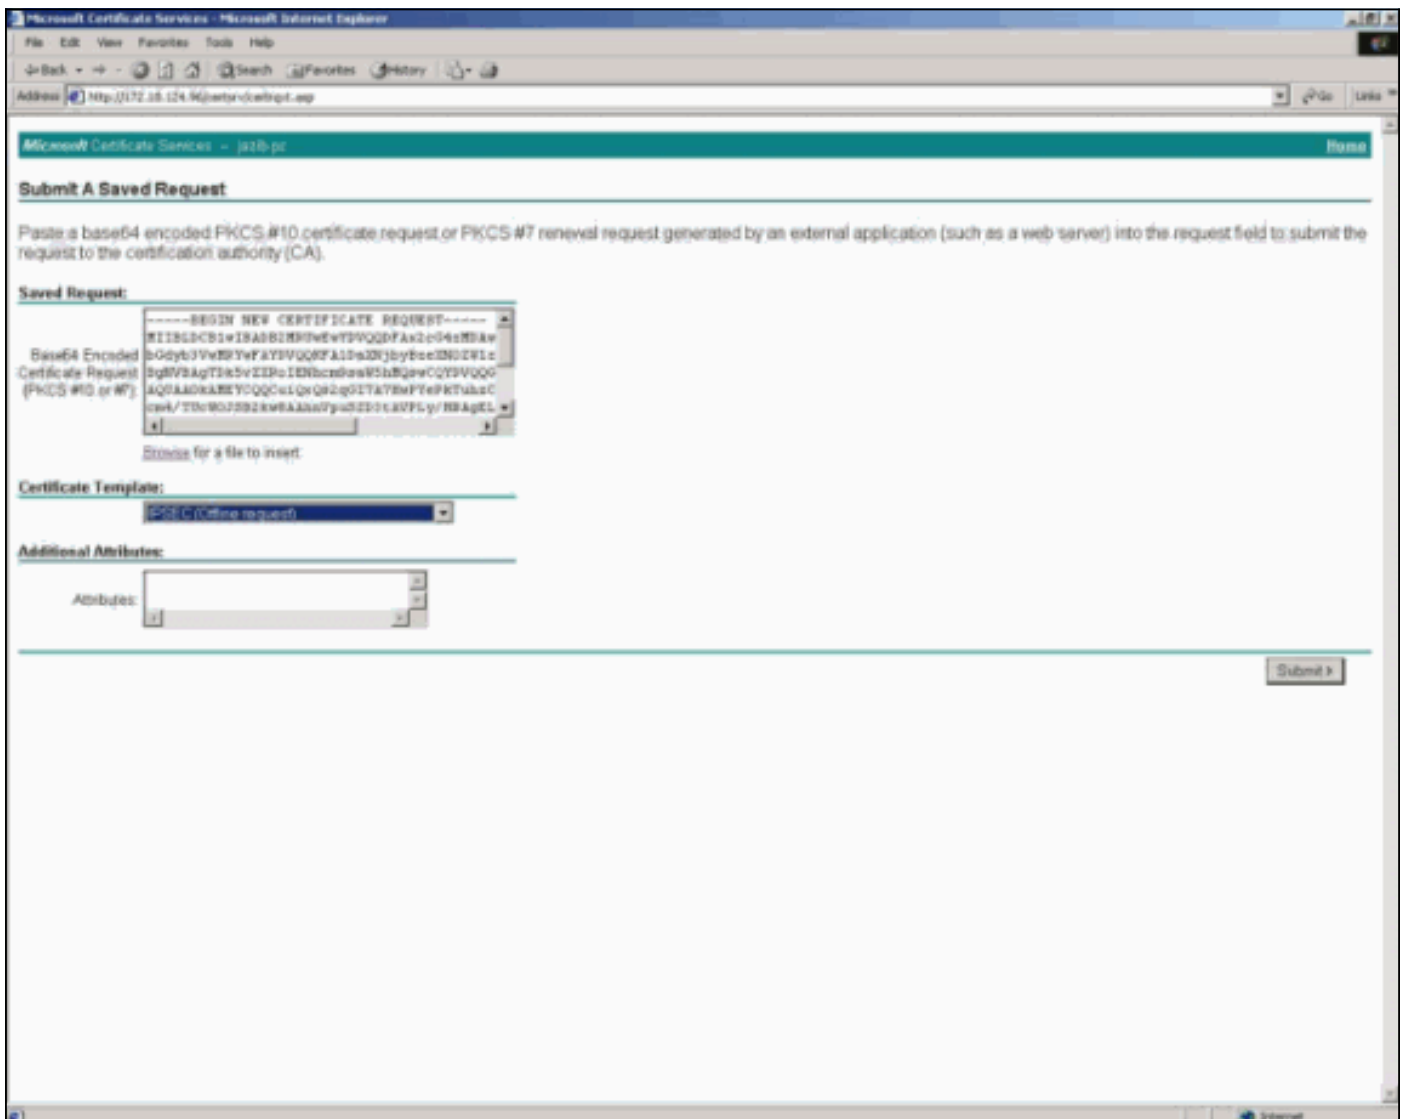 Microsoft Certificate Services - Microsoft Internet Explorer
File Edit View Favorites Tools Help
Back Search Favorites History
Address Go Links
Microsoft Certificate Services -- jazib-pc Home
Submit A Saved Request
Paste a base64 encoded PKCS #10 certificate request or PKCS #7 renewal request generated by an external application (such as a web server) into the request field to submit the
request to the certification authority (CA).
Saved Request:
-----BEGIN NEW CERTIFICATE REQUEST-----
Base64 Encoded
Certificate Request
(PKCS #10 or #7):
Browse for a file to insert.
Certificate Template:
IPSEC (Offline request)
Additional Attributes:
Attributes:
Submit >
Internet